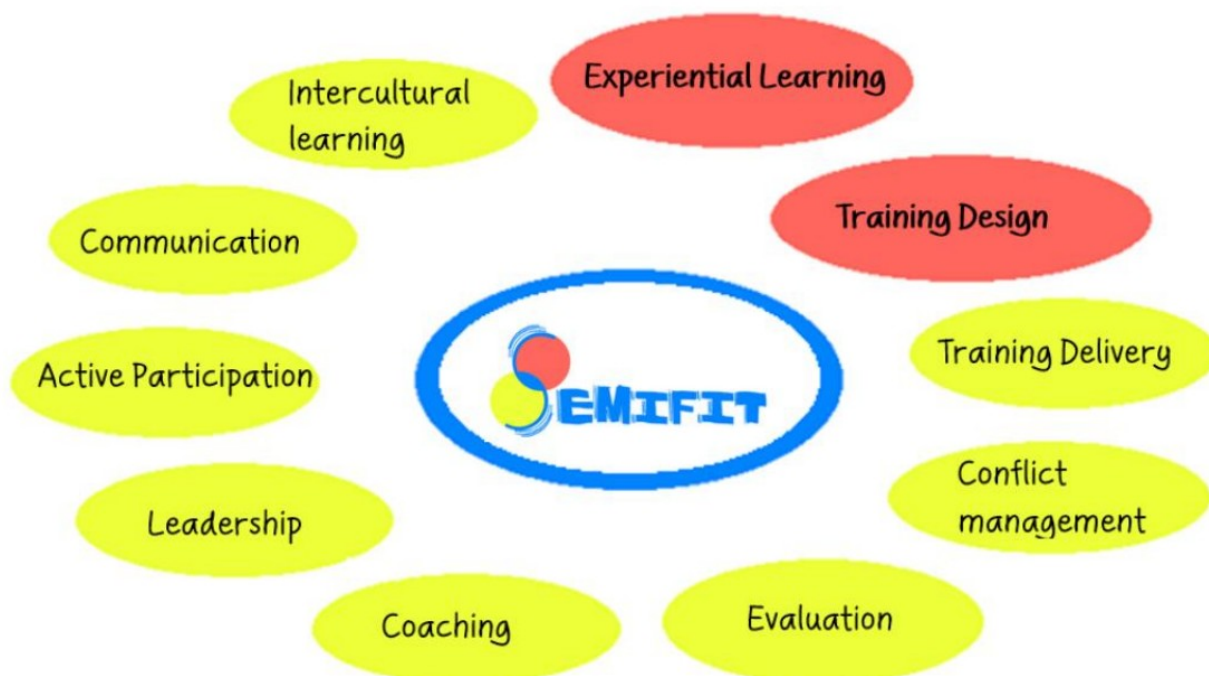 Experiential Learning
Intercultural
learning
Training Design
Communication
Training Delivery
Active Participation
SEMIFIT
Conflict
management
Leadership
Coaching
Evaluation